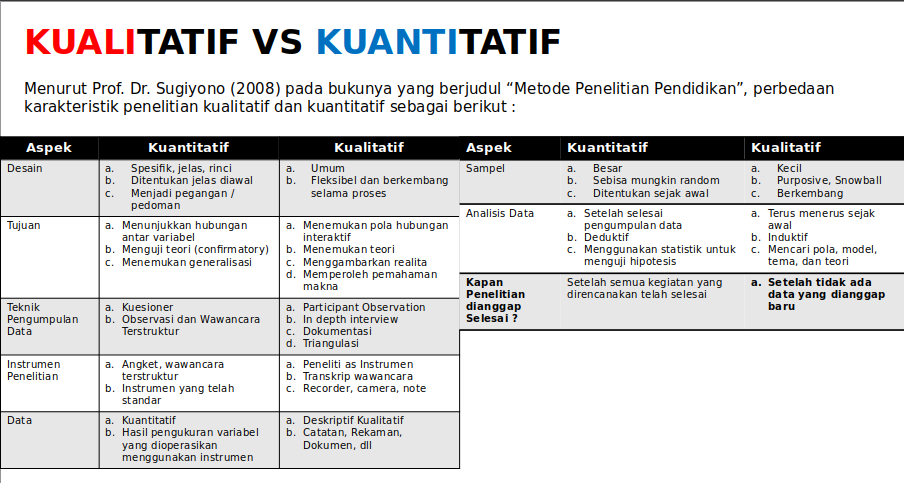 KUALITATIF VS KUANTITATIF
Menurut Prof. Dr. Sugiyono (2008) pada bukunya yang berjudul “Metode Penelitian Pendidikan”, perbedaan
karakteristik penelitian kualitatif dan kuantitatif sebagai berikut :
Aspek Kuantitatif Kualitatif
Desain
a. Spesifik, jelas, rinci
b. Ditentukan jelas diawal
c. Menjadi pegangan /
pedoman
a. Umum
b. Fleksibel dan berkembang
selama proses
Tujuan
a. Menunjukkan hubungan
antar variabel
b. Menguji teori (confirmatory)
c. Menemukan generalisasi
a. Menemukan pola hubungan
interaktif
b. Menemukan teori
c. Menggambarkan realita
d. Memperoleh pemahaman
makna
Teknik
Pengumpulan
Data
a. Kuesioner
b. Observasi dan Wawancara
Terstruktur
a. Participant Observation
b. In depth interview
c. Dokumentasi
d. Triangulasi
Instrumen
Penelitian
a. Angket, wawancara
terstruktur
b. Instrumen yang telah
standar
a. Peneliti as Instrumen
b. Transkrip wawancara
c. Recorder, camera, note
Data
a. Kuantitatif
b. Hasil pengukuran variabel
yang dioperasikan
menggunakan instrumen
a. Deskriptif Kualitatif
b. Catatan, Rekaman,
Dokumen, dll
Aspek Kuantitatif Kualitatif
Sampel
a. Besar
b. Sebisa mungkin random
c. Ditentukan sejak awal
a. Kecil
b. Purposive, Snowball
c. Berkembang
Analisis Data
a. Setelah selesai
pengumpulan data
b. Deduktif
c. Menggunakan statistik untuk
menguji hipotesis
a. Terus menerus sejak
awal
b. Induktif
c. Mencari pola, model,
tema, dan teori
Kapan
Penelitian
dianggap
Selesai ?
Setelah semua kegiatan yang
direncanakan telah selesai
a. Setelah tidak ada
data yang dianggap
baru